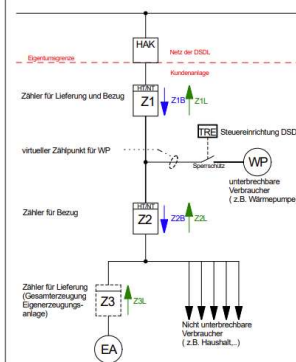 HAK
Netz der DSDL
Eigentumsgrenze
Kundenanlage
Zähler für Lieferung und Bezug
HT/NT
Z1
Z1B
Z1L
TRE
Steuereinrichtung DSD
virtueller Zählpunkt für WP
Sperrschütz
WP
unterbrechbare
Verbraucher
( z.B. Wärmepumpe
Zähler für Bezug
HT/NT
Z2
Z2B
Z2L
Zähler für Lieferung
(Gesamterzeugung
Eigenerzeugungs-
anlage)
Z3
Z3L
EA
Nicht unterbrechbare
Verbraucher
( z.B. Haushalt,..)